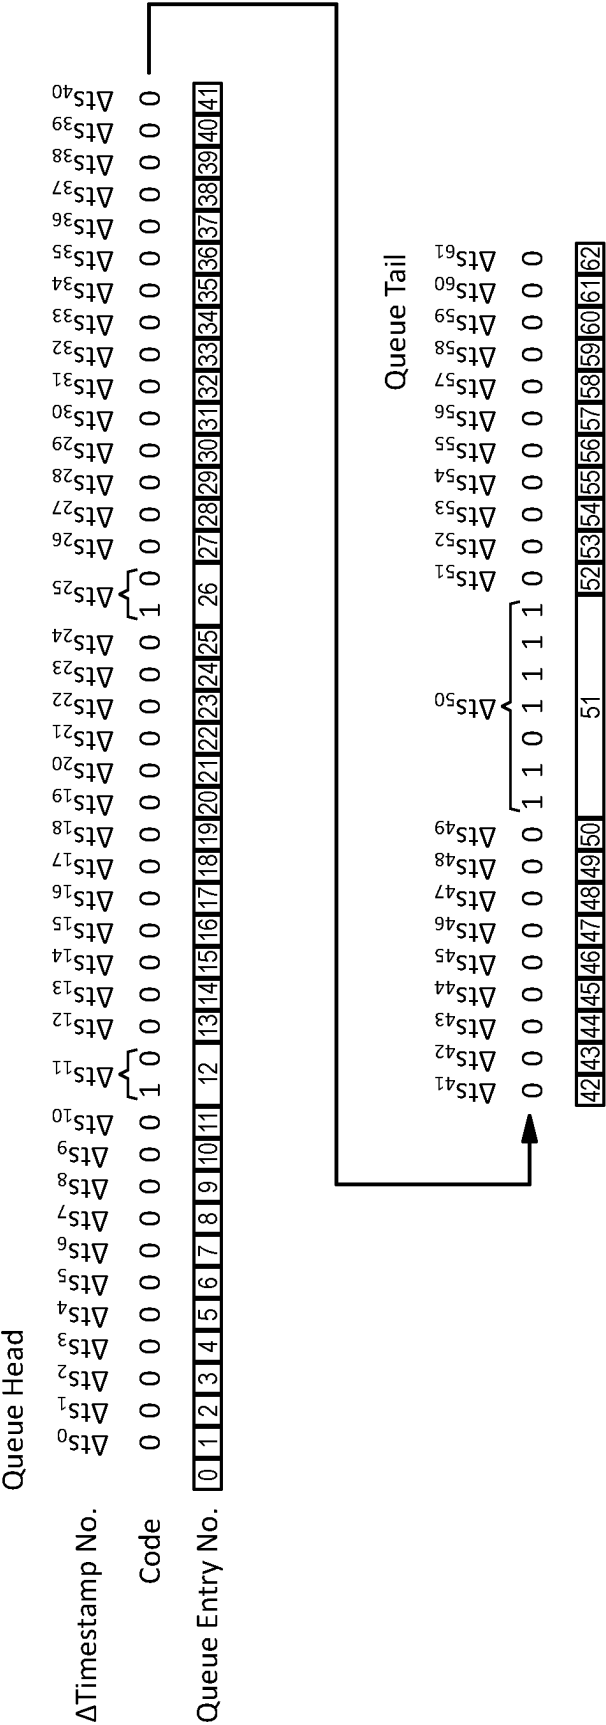 Queue Head
ΔTimestamp No. Δts₀ Δts₁ Δts₂ Δts₃ Δts₄ Δts₅ Δts₆ Δts₇ Δts₈ Δts₉ Δts₁₀ Δts₁₁ Δts₁₂ Δts₁₃ Δts₁₄ Δts₁₅ Δts₁₆ Δts₁₇ Δts₁₈ Δts₁₉ Δts₂₀ Δts₂₁ Δts₂₂ Δts₂₃ Δts₂₄ Δts₂₅ Δts₂₆ Δts₂₇ Δts₂₈ Δts₂₉ Δts₃₀ Δts₃₁ Δts₃₂ Δts₃₃ Δts₃₄ Δts₃₅ Δts₃₆ Δts₃₇ Δts₃₈ Δts₃₉ Δts₄₀
Code 0 0 0 0 0 0 0 0 0 0 0 1 0 0 0 0 0 0 0 0 0 0 0 0 0 0 1 0 0 0 0 0 0 0 0 0 0 0 0 0 0 0 0
Queue Entry No. 0 1 2 3 4 5 6 7 8 9 10 11 12 13 14 15 16 17 18 19 20 21 22 23 24 25 26 27 28 29 30 31 32 33 34 35 36 37 38 39 40 41
Queue Tail
Δts₄₁ Δts₄₂ Δts₄₃ Δts₄₄ Δts₄₅ Δts₄₆ Δts₄₇ Δts₄₈ Δts₄₉ Δts₅₀ Δts₅₁ Δts₅₂ Δts₅₃ Δts₅₄ Δts₅₅ Δts₅₆ Δts₅₇ Δts₅₈ Δts₅₉ Δts₆₀ Δts₆₁
0 0 0 0 0 0 0 0 0 1 1 0 1 1 1 1 0 0 0 0 0 0 0 0 0 0 0
42 43 44 45 46 47 48 49 50 51 52 53 54 55 56 57 58 59 60 61 62